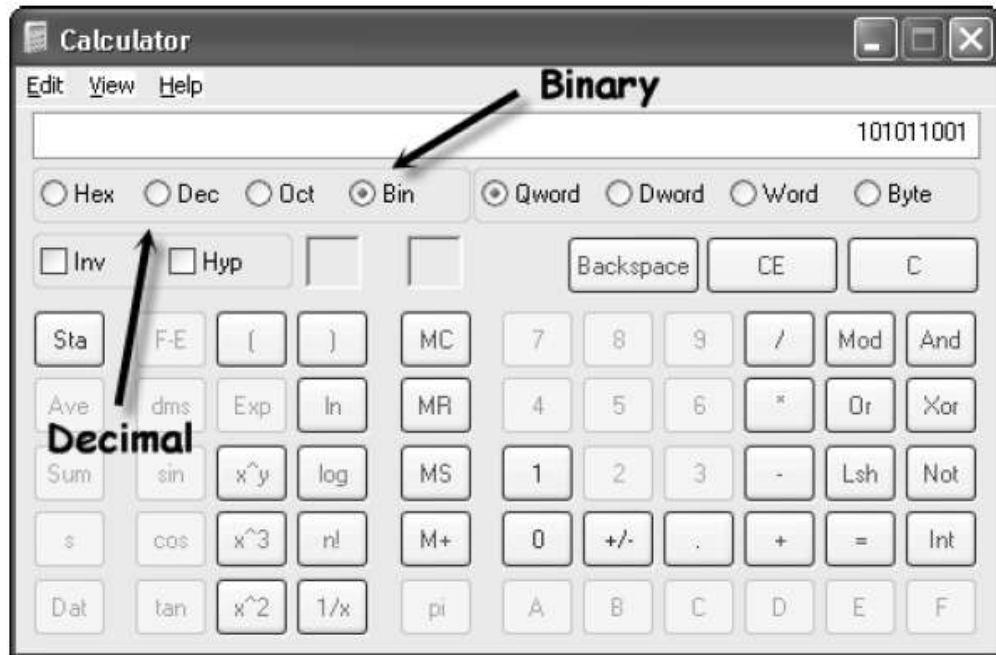 Calculator
Edit View Help
Binary
101011001
Hex Dec Oct Bin Qword Dword Word Byte
Inv Hyp Backspace CE C
Sta F-E ( ) MC 7 8 9 / Mod And
Ave dms Exp ln MR 4 5 6 * Or Xor
Decimal
Sum sin x^y log MS 1 2 3 - Lsh Not
s cos x^3 n! M+ 0 +/- . + = Int
Dat tan x^2 1/x pi A B C D E F